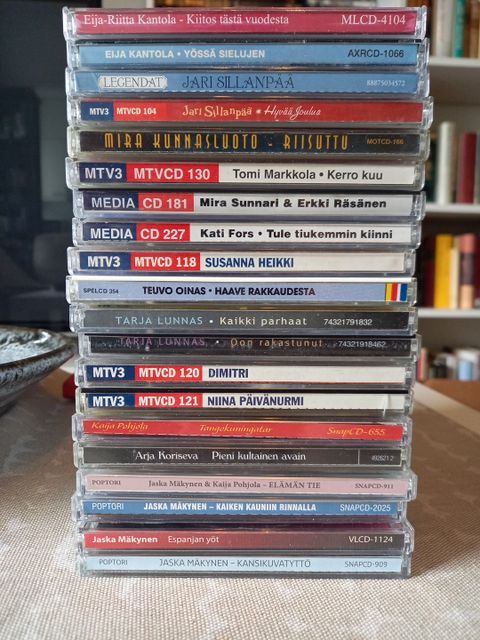 Eija-Riitta Kantola - Kiitos tästä vuodesta MLCD-4104
EIJA KANTOLA - YÖSSÄ SIELUJEN AXRCD-1066
LEGENDAT JARI SILLANPÄÄ 88875034572
MTV3 MTVCD 104 Jari Sillanpää • Hyvää Joulua
MIRA KUNNASLUOTO - RIISUTTU MOTCD-166
MTV3 MTVCD 130 Tomi Markkola • Kerro kuu
MEDIA CD 181 Mira Sunnari & Erkki Räsänen
MEDIA CD 227 Kati Fors • Tule tiukemmin kiinni
MTV3 MTVCD 118 SUSANNA HEIKKI
SPELCD 354 TEUVO OINAS • HAAVE RAKKAUDESTA
TARJA LUNNAS • Kaikki parhaat 74321791832
TARJA LUNNAS • Oon rakastunut 74321918462
MTV3 MTVCD 120 DIMITRI
MTV3 MTVCD 121 NIINA PÄIVÄNURMI
Kaija Pohjola Tangokuningatar SnapCD-655
Arja Koriseva Pieni kultainen avain 492621 2
POPTORI Jaska Mäkynen & Kaija Pohjola - ELÄMÄN TIE SNAPCD-911
POPTORI JASKA MÄKYNEN - KAIKEN KAUNIIN RINNALLA SNAPCD-2025
Jaska Mäkynen Espanjan yöt VLCD-1124
POPTORI JASKA MÄKYNEN - KANSIKUVATYTTÖ SNAPCD-909